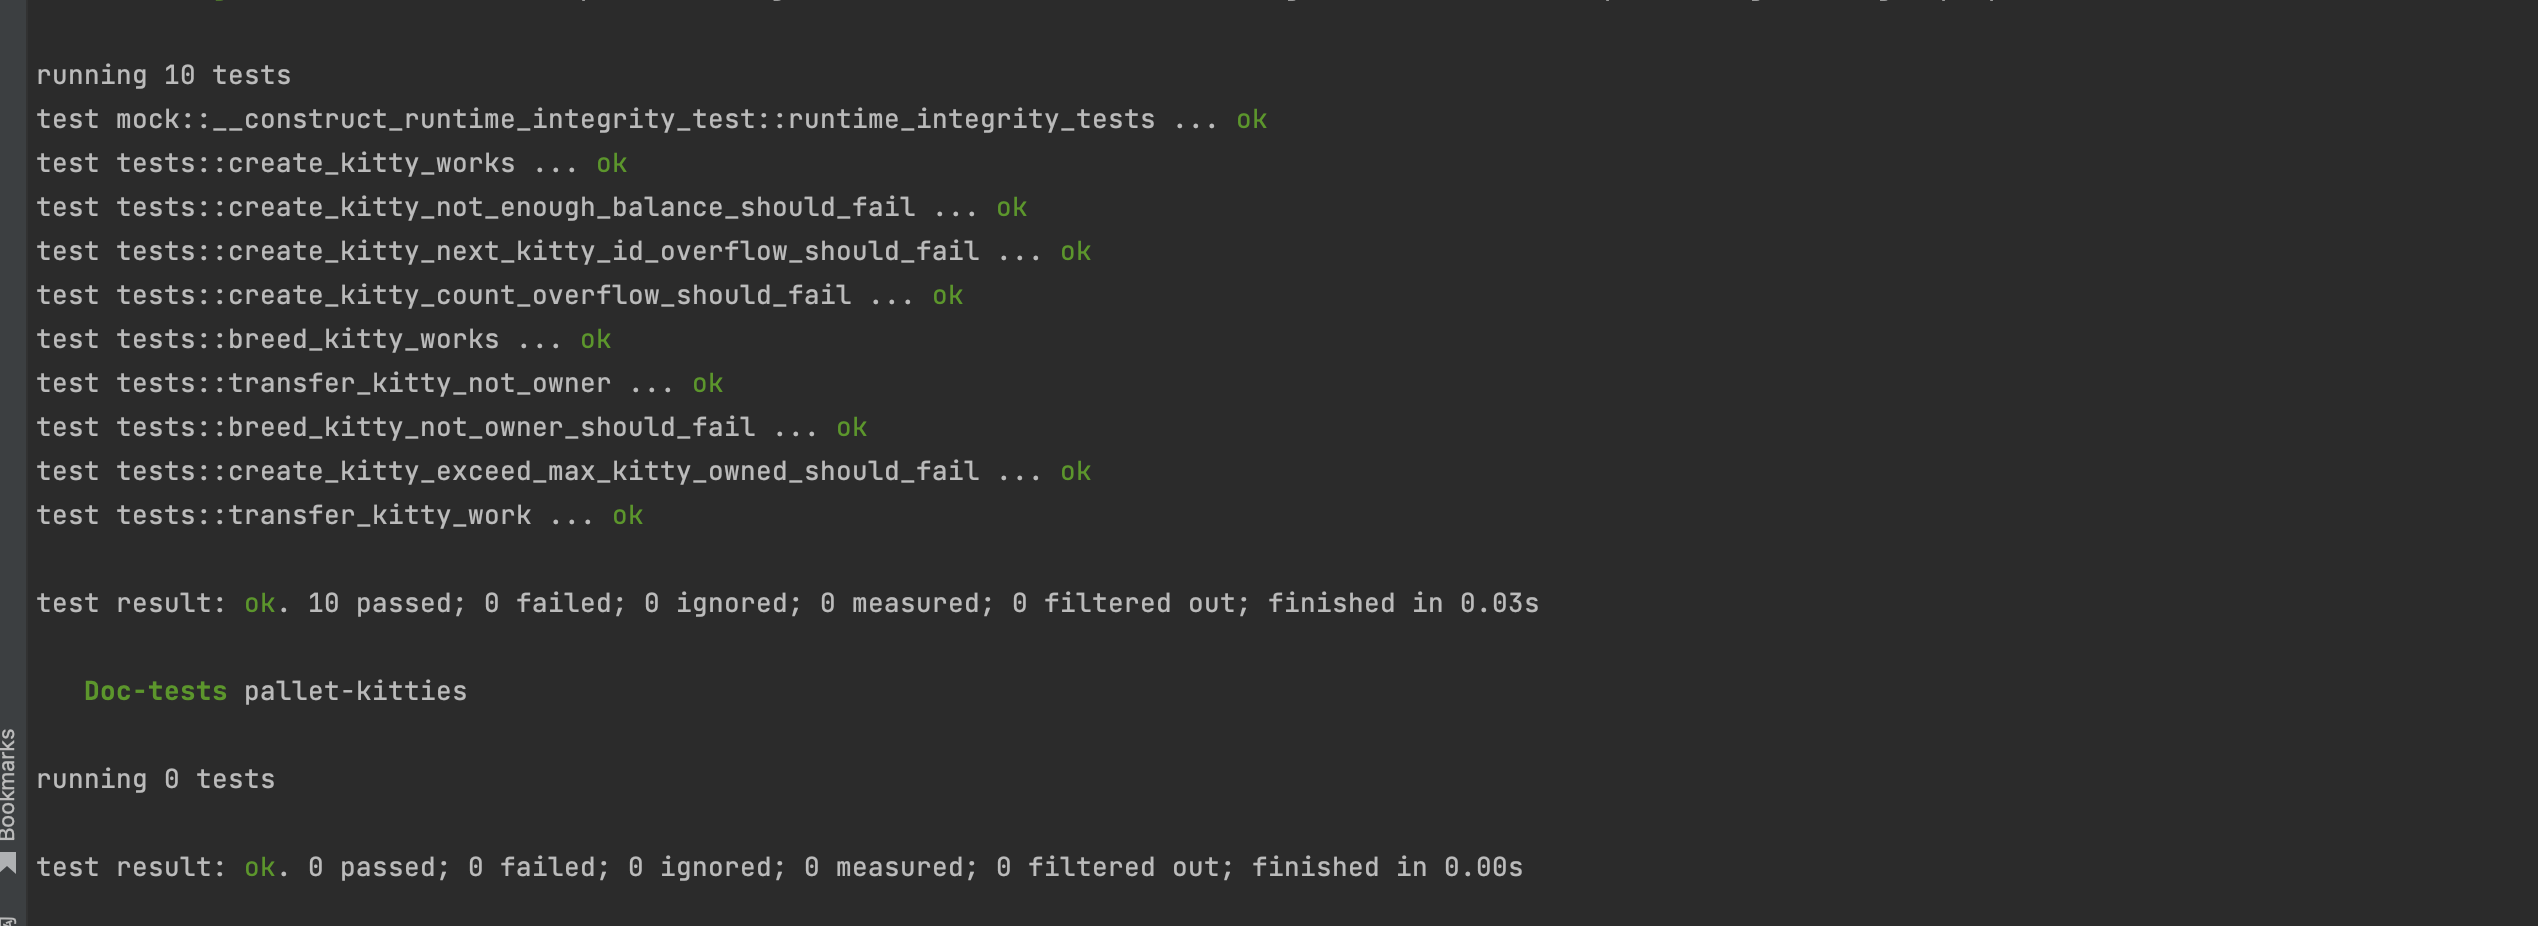 running 10 tests
test mock::__construct_runtime_integrity_test::runtime_integrity_tests ... ok
test tests::create_kitty_works ... ok
test tests::create_kitty_not_enough_balance_should_fail ... ok
test tests::create_kitty_next_kitty_id_overflow_should_fail ... ok
test tests::create_kitty_count_overflow_should_fail ... ok
test tests::breed_kitty_works ... ok
test tests::transfer_kitty_not_owner ... ok
test tests::breed_kitty_not_owner_should_fail ... ok
test tests::create_kitty_exceed_max_kitty_owned_should_fail ... ok
test tests::transfer_kitty_work ... ok
test result: ok. 10 passed; 0 failed; 0 ignored; 0 measured; 0 filtered out; finished in 0.03s
Doc-tests pallet-kitties
running 0 tests
test result: ok. 0 passed; 0 failed; 0 ignored; 0 measured; 0 filtered out; finished in 0.00s
Bookmarks